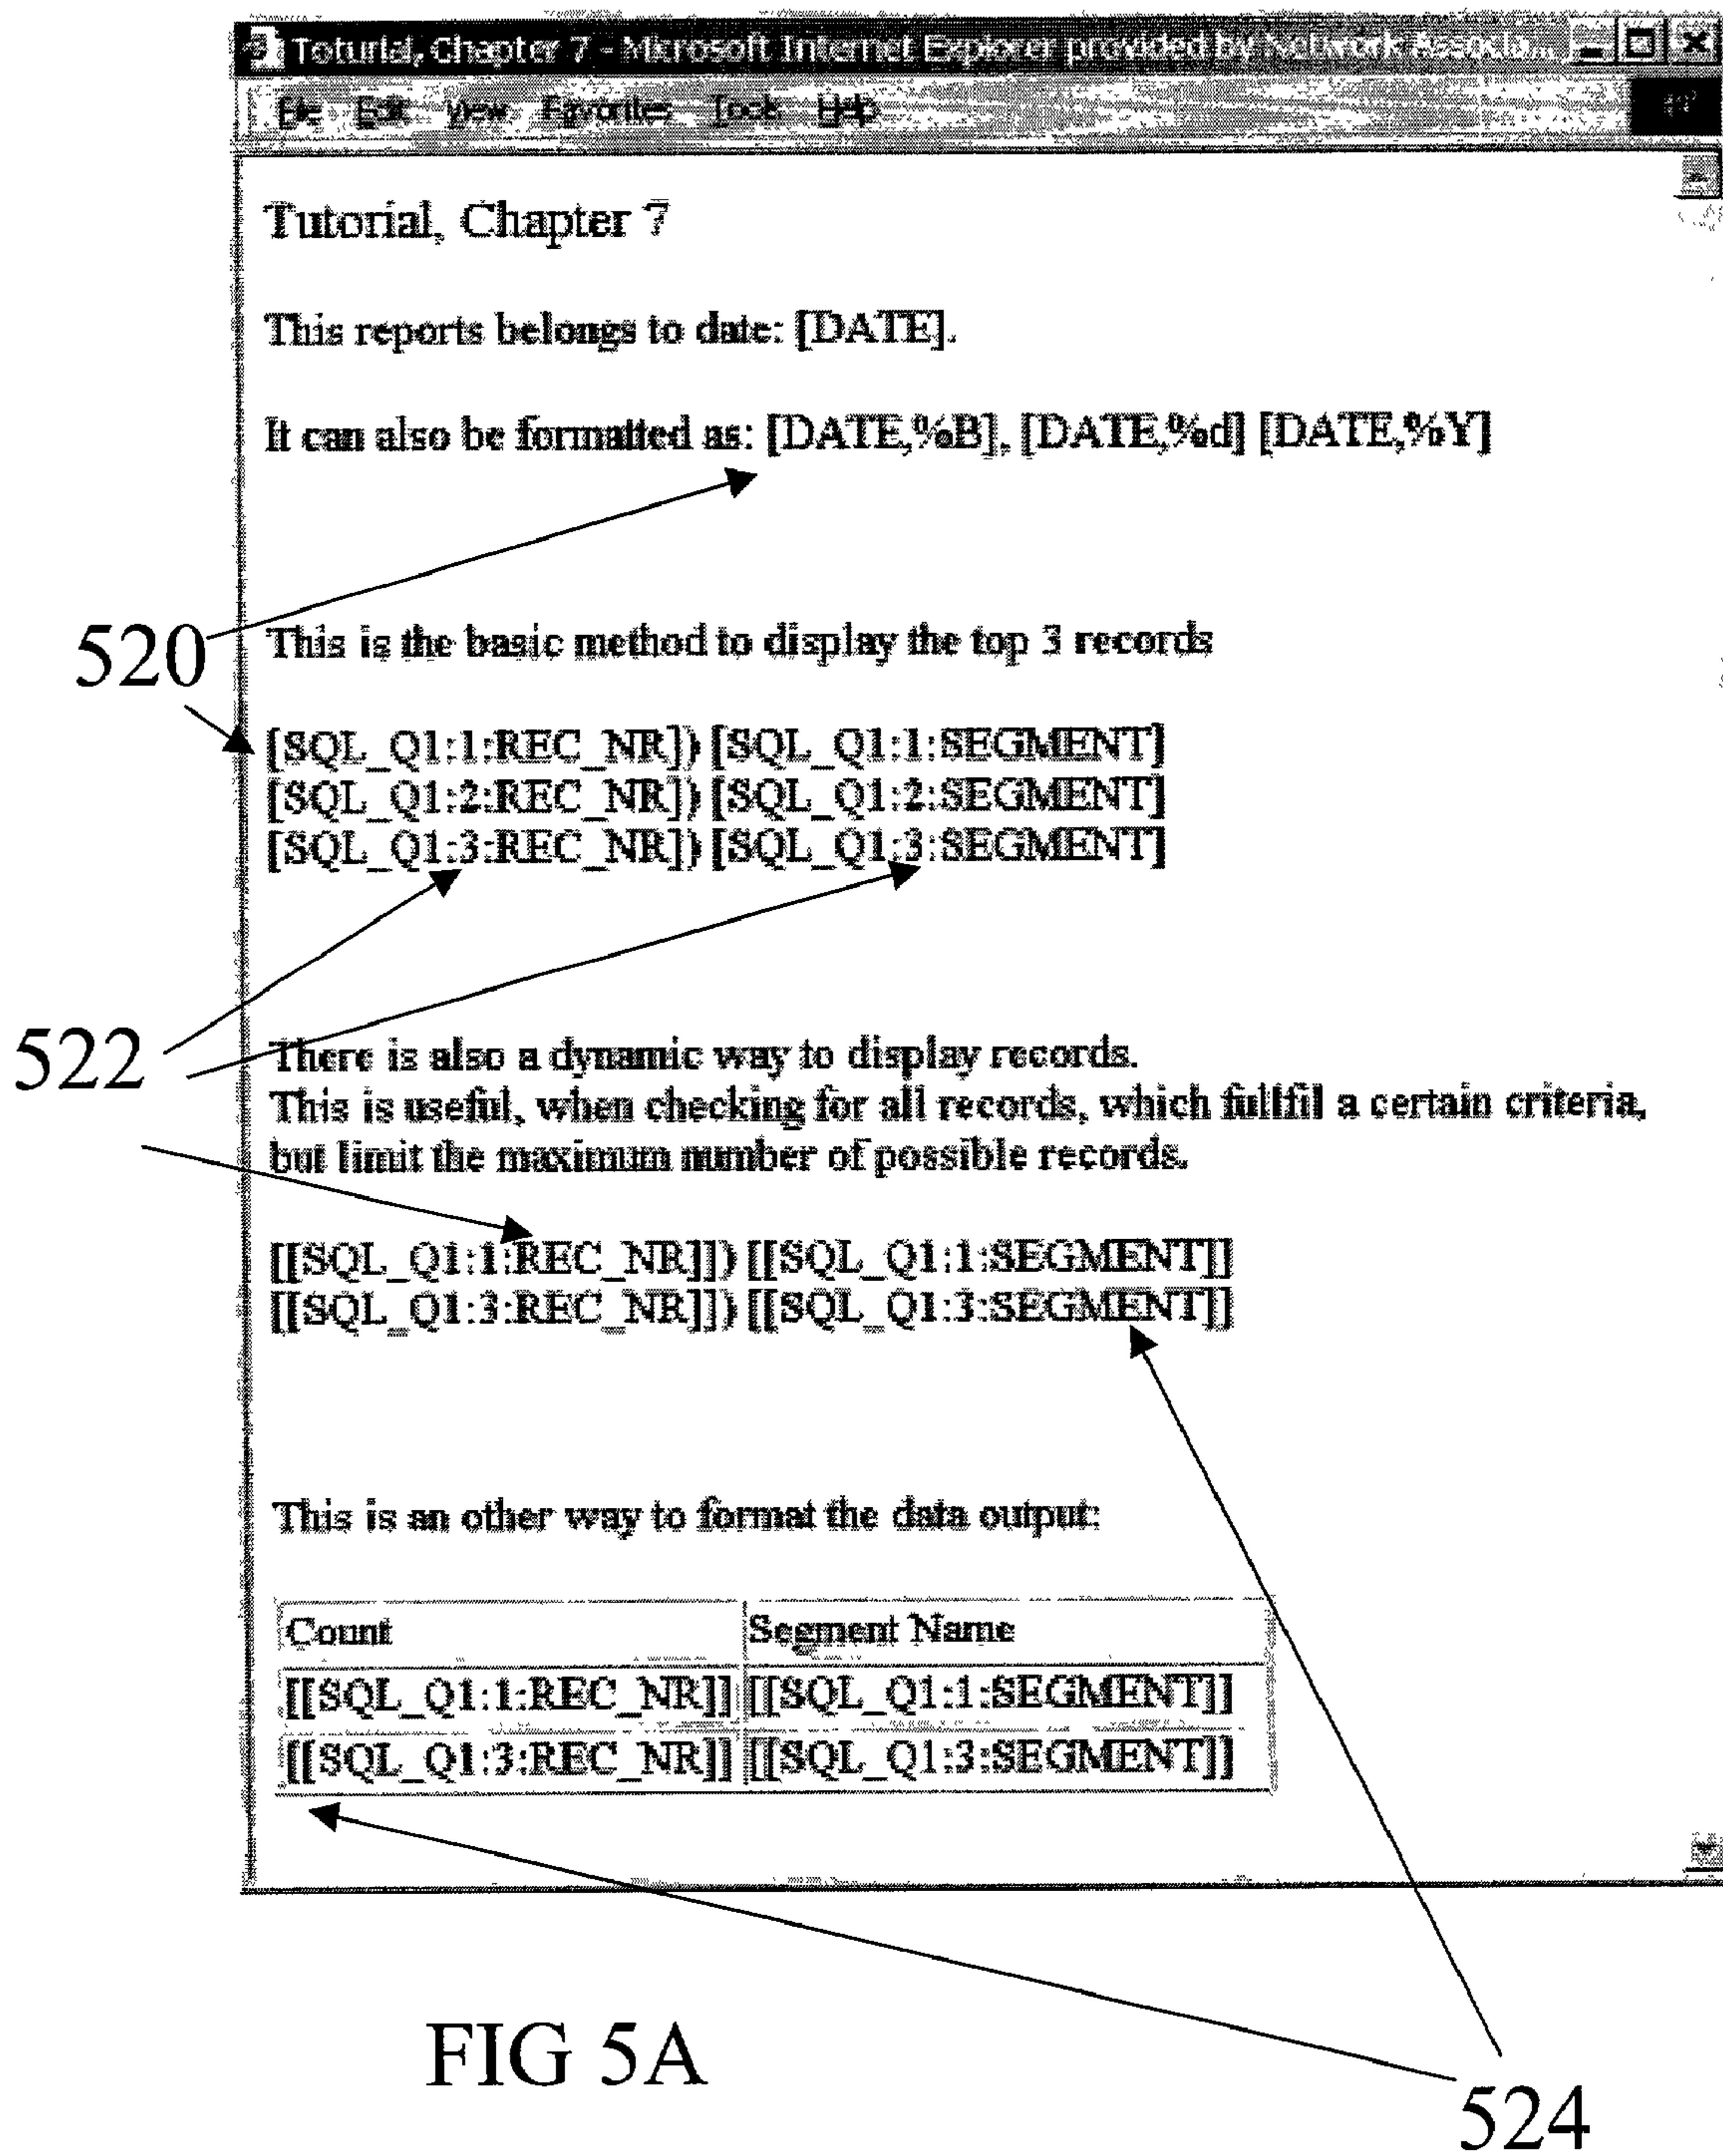 Toturial, Chapter 7 - Microsoft Internet Explorer provided by Network Associa...
File Edit View Favorites Tools Help
Tutorial, Chapter 7
This reports belongs to date: [DATE].
It can also be formatted as: [DATE,%B], [DATE,%d] [DATE,%Y]
520
This is the basic method to display the top 3 records
[SQL_Q1:1:REC_NR]) [SQL_Q1:1:SEGMENT]
[SQL_Q1:2:REC_NR]) [SQL_Q1:2:SEGMENT]
[SQL_Q1:3:REC_NR]) [SQL_Q1:3:SEGMENT]
522
There is also a dynamic way to display records.
This is useful, when checking for all records, which fullfil a certain criteria,
but limit the maximum number of possible records.
[[SQL_Q1:1:REC_NR]]) [[SQL_Q1:1:SEGMENT]]
[[SQL_Q1:3:REC_NR]]) [[SQL_Q1:3:SEGMENT]]
This is an other way to format the data output:
Count Segment Name
[[SQL_Q1:1:REC_NR]] [[SQL_Q1:1:SEGMENT]]
[[SQL_Q1:3:REC_NR]] [[SQL_Q1:3:SEGMENT]]
FIG 5A
524